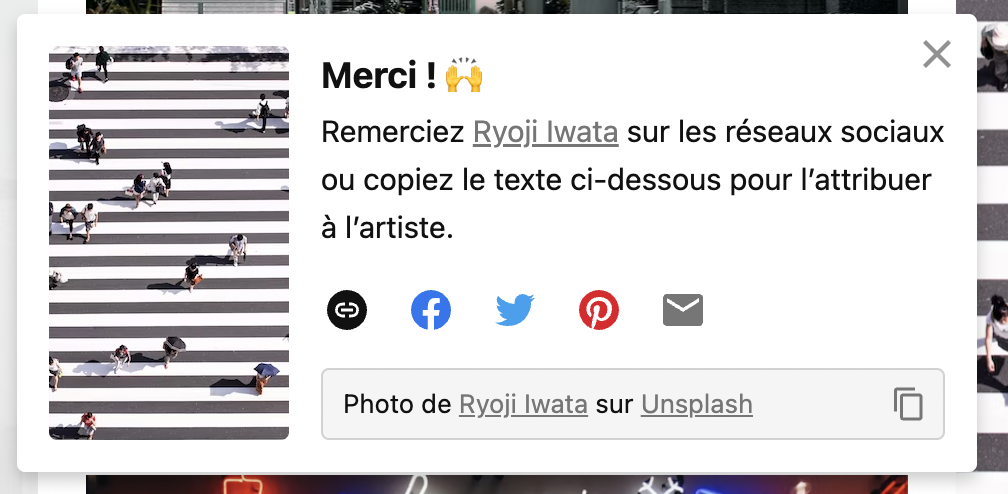 Merci ! 🙌
Remerciez Ryoji Iwata sur les réseaux sociaux
ou copiez le texte ci-dessous pour l’attribuer
à l’artiste.
Photo de Ryoji Iwata sur Unsplash